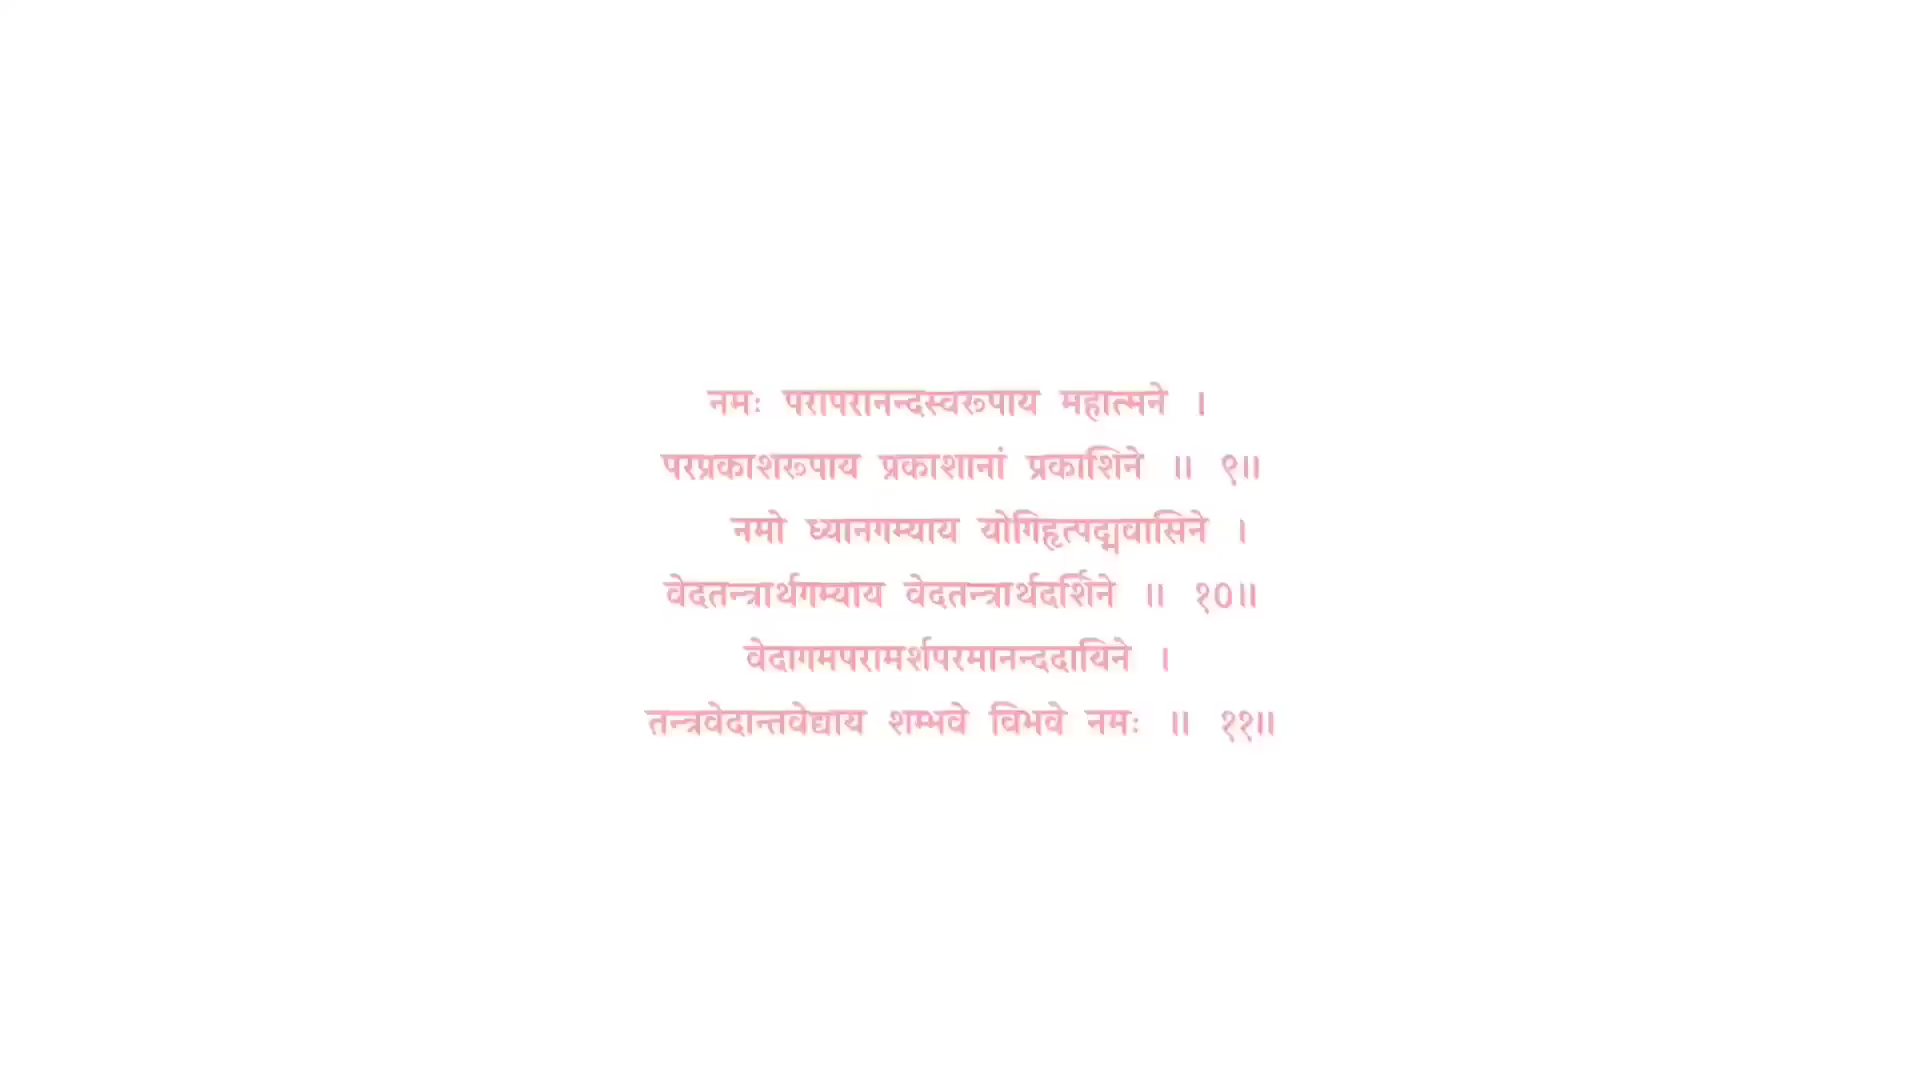 नमः परापरानन्दस्वरूपाय महात्मने ।
परप्रकाशरूपाय प्रकाशानां प्रकाशिने ॥ ९॥
नमो ध्यानगम्याय योगिहृत्पद्मवासिने ।
वेदतन्त्रार्थगम्याय वेदतन्त्रार्थदर्शिने ॥ १०॥
वेदागमपरामर्शपरमानन्ददायिने ।
तन्त्रवेदान्तवेद्याय शम्भवे विभवे नमः ॥ ११॥